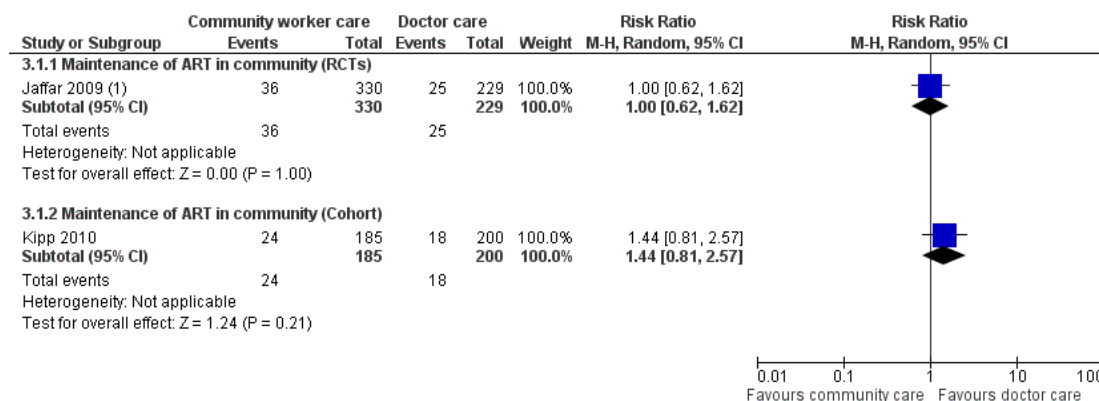 Community worker care Doctor care Risk Ratio Risk Ratio
Study or Subgroup Events Total Events Total Weight M-H, Random, 95% CI M-H, Random, 95% CI
3.1.1 Maintenance of ART in community (RCTs)
Jaffar 2009 (1) 36 330 25 229 100.0% 1.00 [0.62, 1.62]
Subtotal (95% CI) 330 229 100.0% 1.00 [0.62, 1.62]
Total events 36 25
Heterogeneity: Not applicable
Test for overall effect: Z = 0.00 (P = 1.00)
3.1.2 Maintenance of ART in community (Cohort)
Kipp 2010 24 185 18 200 100.0% 1.44 [0.81, 2.57]
Subtotal (95% CI) 185 200 100.0% 1.44 [0.81, 2.57]
Total events 24 18
Heterogeneity: Not applicable
Test for overall effect: Z = 1.24 (P = 0.21)
0.01 0.1 1 10 100
Favours community care Favours doctor care